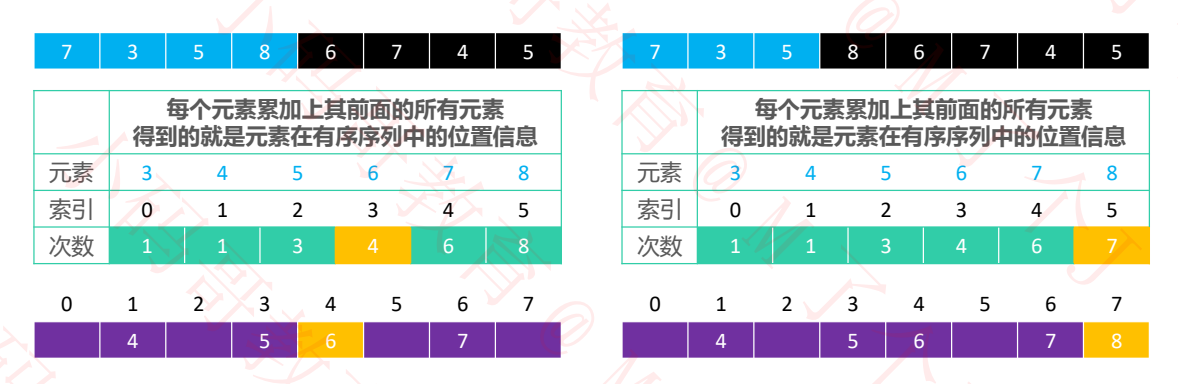 7 3 5 8 6 7 4 5
每个元素累加上其前面的所有元素
得到的就是元素在有序序列中的位置信息
元素 3 4 5 6 7 8
索引 0 1 2 3 4 5
次数 1 1 3 4 6 8
0 1 2 3 4 5 6 7
4 5 6 7
7 3 5 8 6 7 4 5
每个元素累加上其前面的所有元素
得到的就是元素在有序序列中的位置信息
元素 3 4 5 6 7 8
索引 0 1 2 3 4 5
次数 1 1 3 4 6 7
0 1 2 3 4 5 6 7
4 5 6 7 8